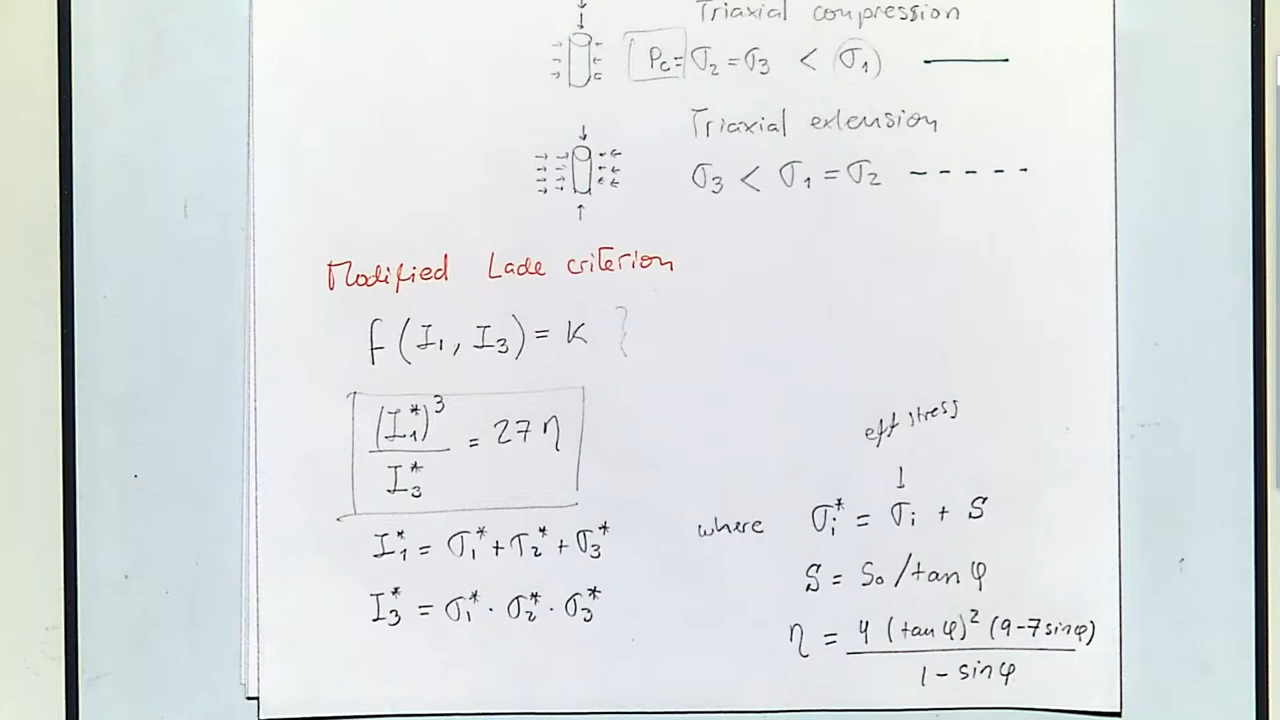 Triaxial compression
Pc = σ2 = σ3 < σ1
Triaxial extension
σ3 < σ1 = σ2
Modified Lade criterion
f (I1, I3) = K }
(I1*)³ / I3* = 27 η
eff stress
↓
I1* = σ1* + σ2* + σ3*
where σi* = σi + S
S = So / tan φ
I3* = σ1* · σ2* · σ3*
η = 4 (tan φ)² (9 - 7 sin φ) / 1 - sin φ